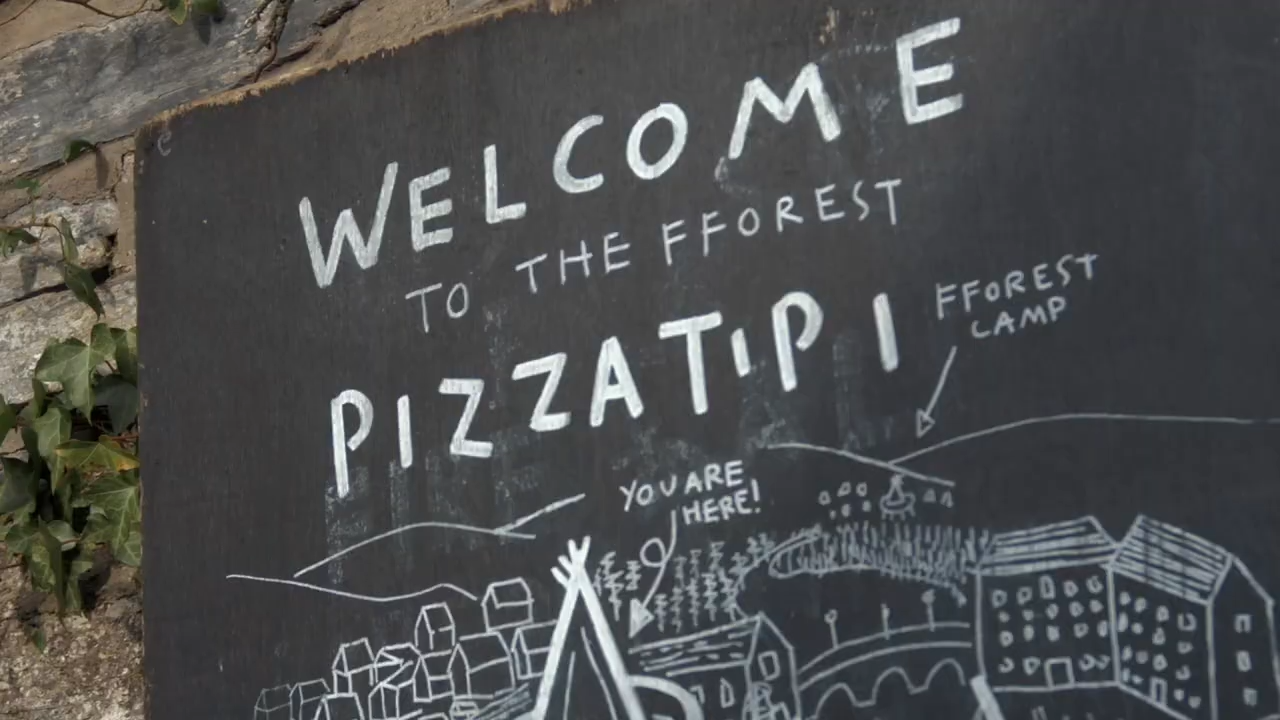 WELCOME
TO THE FFOREST
PIZZATIPI
FFOREST
CAMP
YOU ARE
HERE!